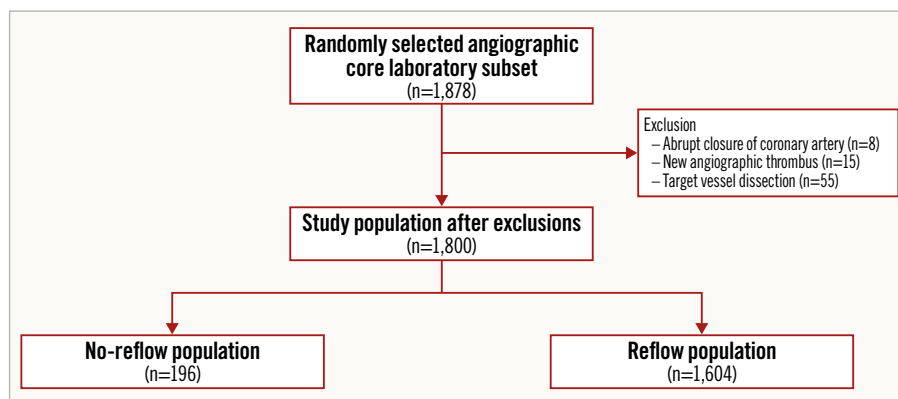 Randomly selected angiographic
core laboratory subset
(n=1,878)
Exclusion
– Abrupt closure of coronary artery (n=8)
– New angiographic thrombus (n=15)
– Target vessel dissection (n=55)
Study population after exclusions
(n=1,800)
No-reflow population
(n=196)
Reflow population
(n=1,604)